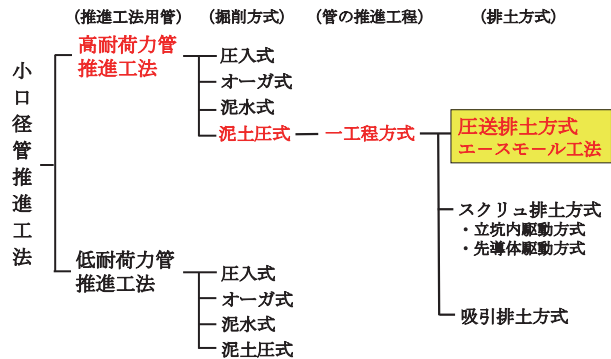 （推進工法用管）
（掘削方式）
（管の推進工程）
（排土方式）
小口径管推進工法
高耐荷力管
推進工法
圧入式
オーガ式
泥水式
泥土圧式
一工程方式
圧送排土方式
エースモール工法
スクリュ排土方式
・立坑内駆動方式
・先導体駆動方式
吸引排土方式
低耐荷力管
推進工法
圧入式
オーガ式
泥水式
泥土圧式